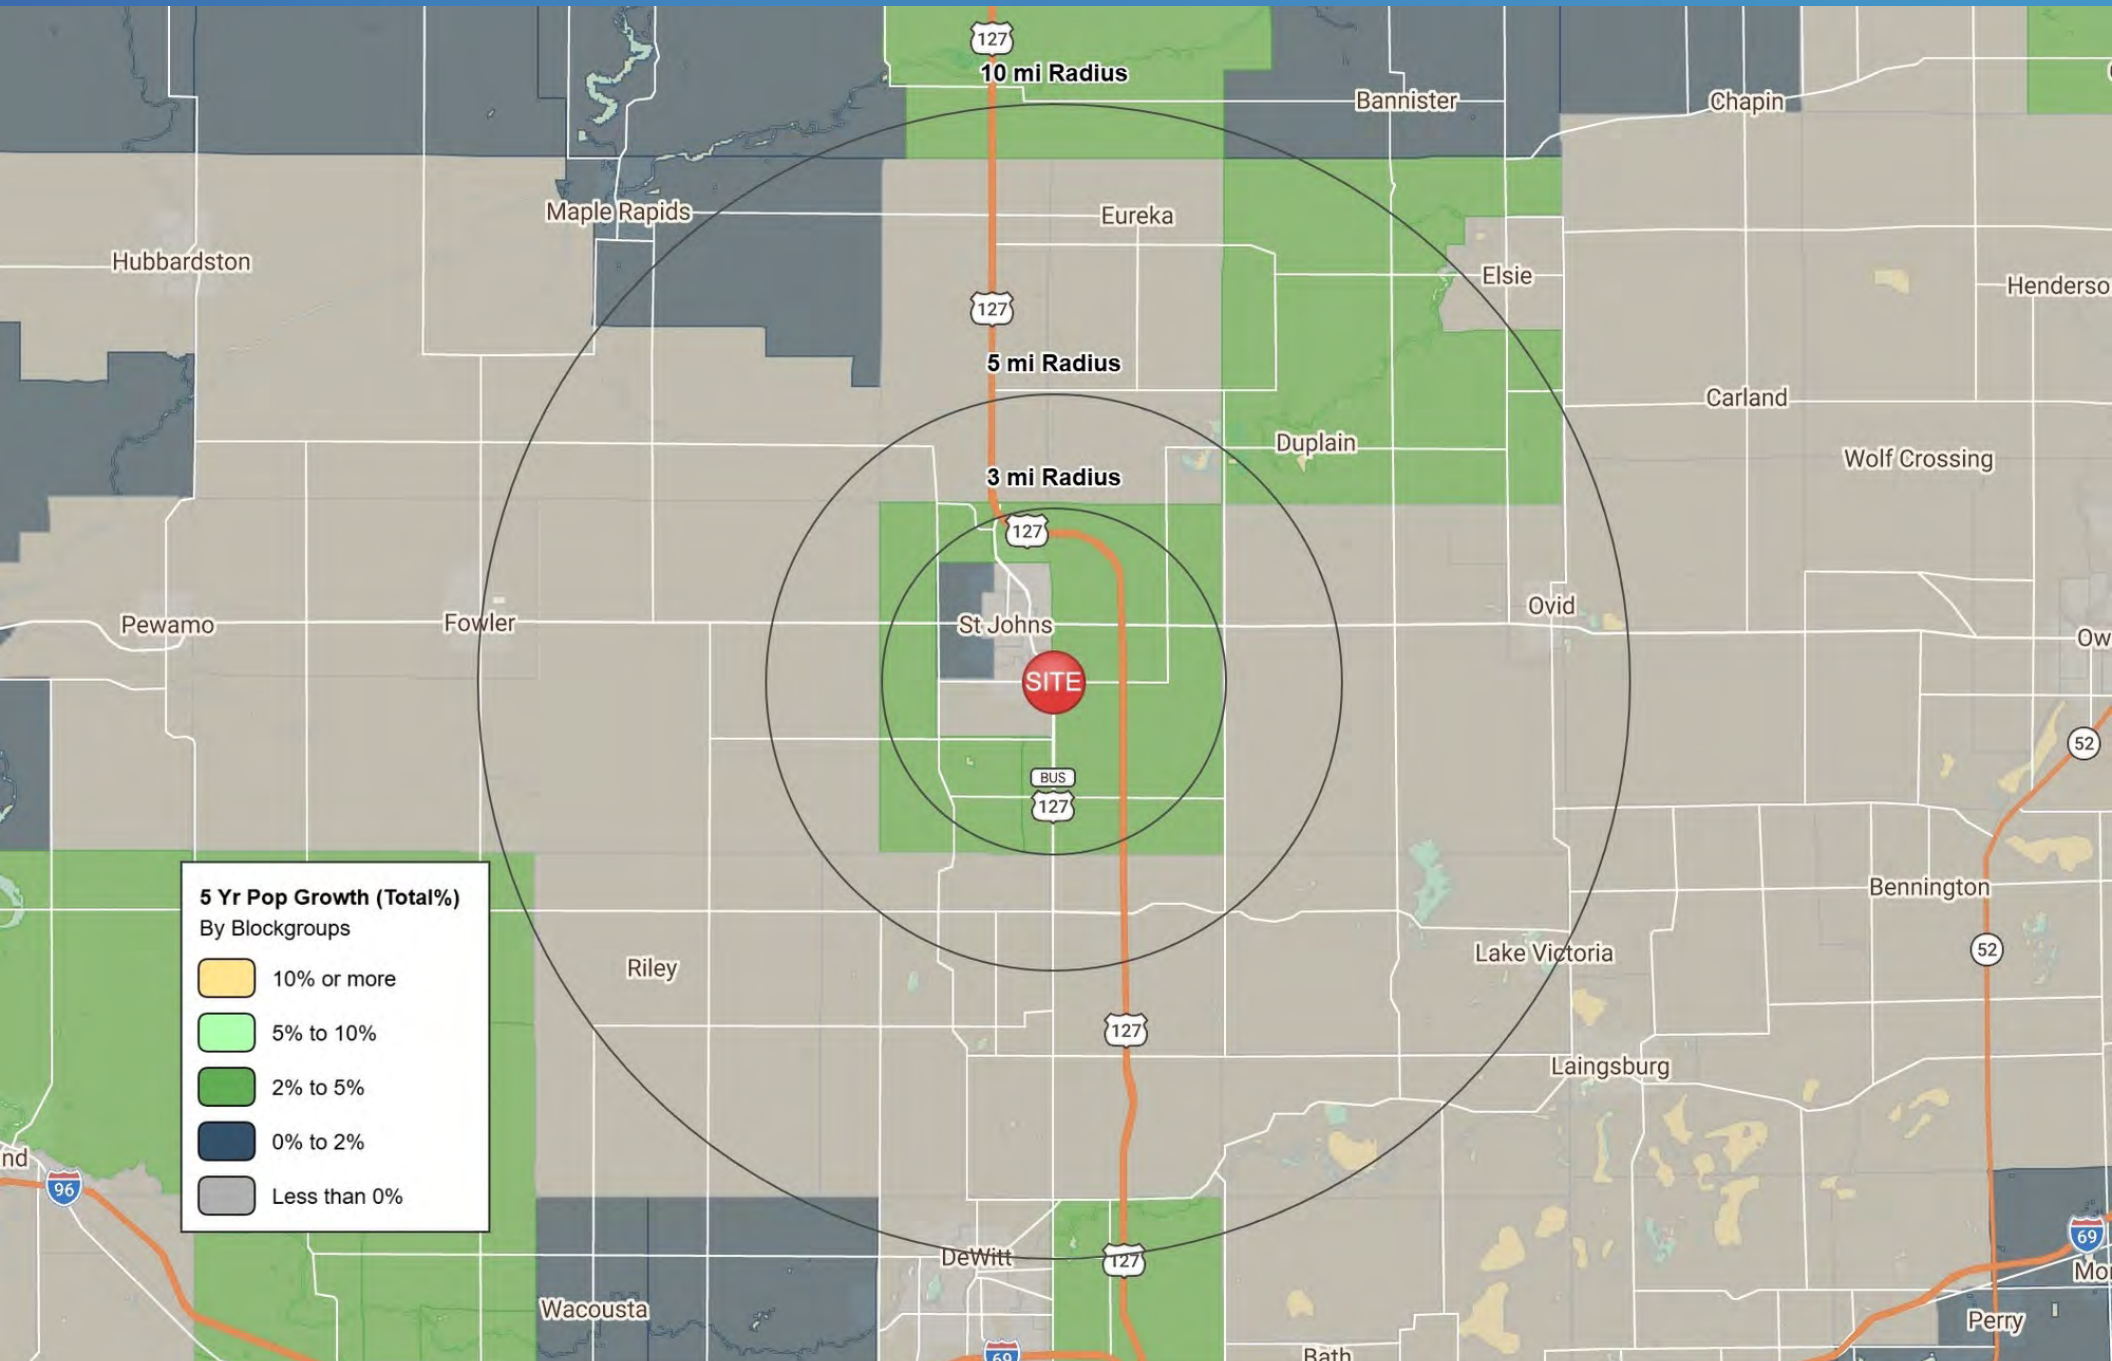 127
10 mi Radius
Bannister
Chapin
Maple Rapids
Eureka
Hubbardston
Elsie
Henderso
127
5 mi Radius
Carland
Duplain
Wolf Crossing
3 mi Radius
127
Ovid
Pewamo
Fowler
St Johns
Ow
SITE
52
BUS
127
5 Yr Pop Growth (Total%)
By Blockgroups
10% or more
5% to 10%
2% to 5%
0% to 2%
Less than 0%
Bennington
Riley
Lake Victoria
52
127
Laingsburg
nd
96
69
DeWitt
127
Mor
Wacousta
Perry
69
Bath